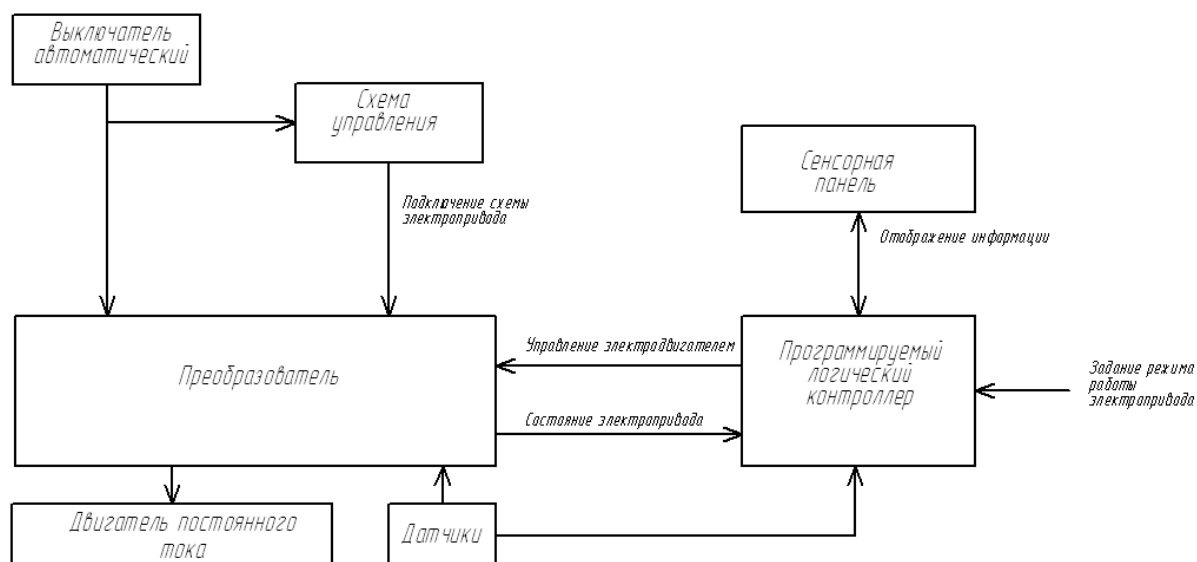 Выключатель
автоматический
Схема
управления
Подключение схемы
электропривода
Сенсорная
панель
Отображение информации
Преобразователь
Управление электродвигателем
Состояние электропривода
Программируемый
логический
контроллер
Задание режима
работы
электропривода
Двигатель постоянного
тока
Датчики